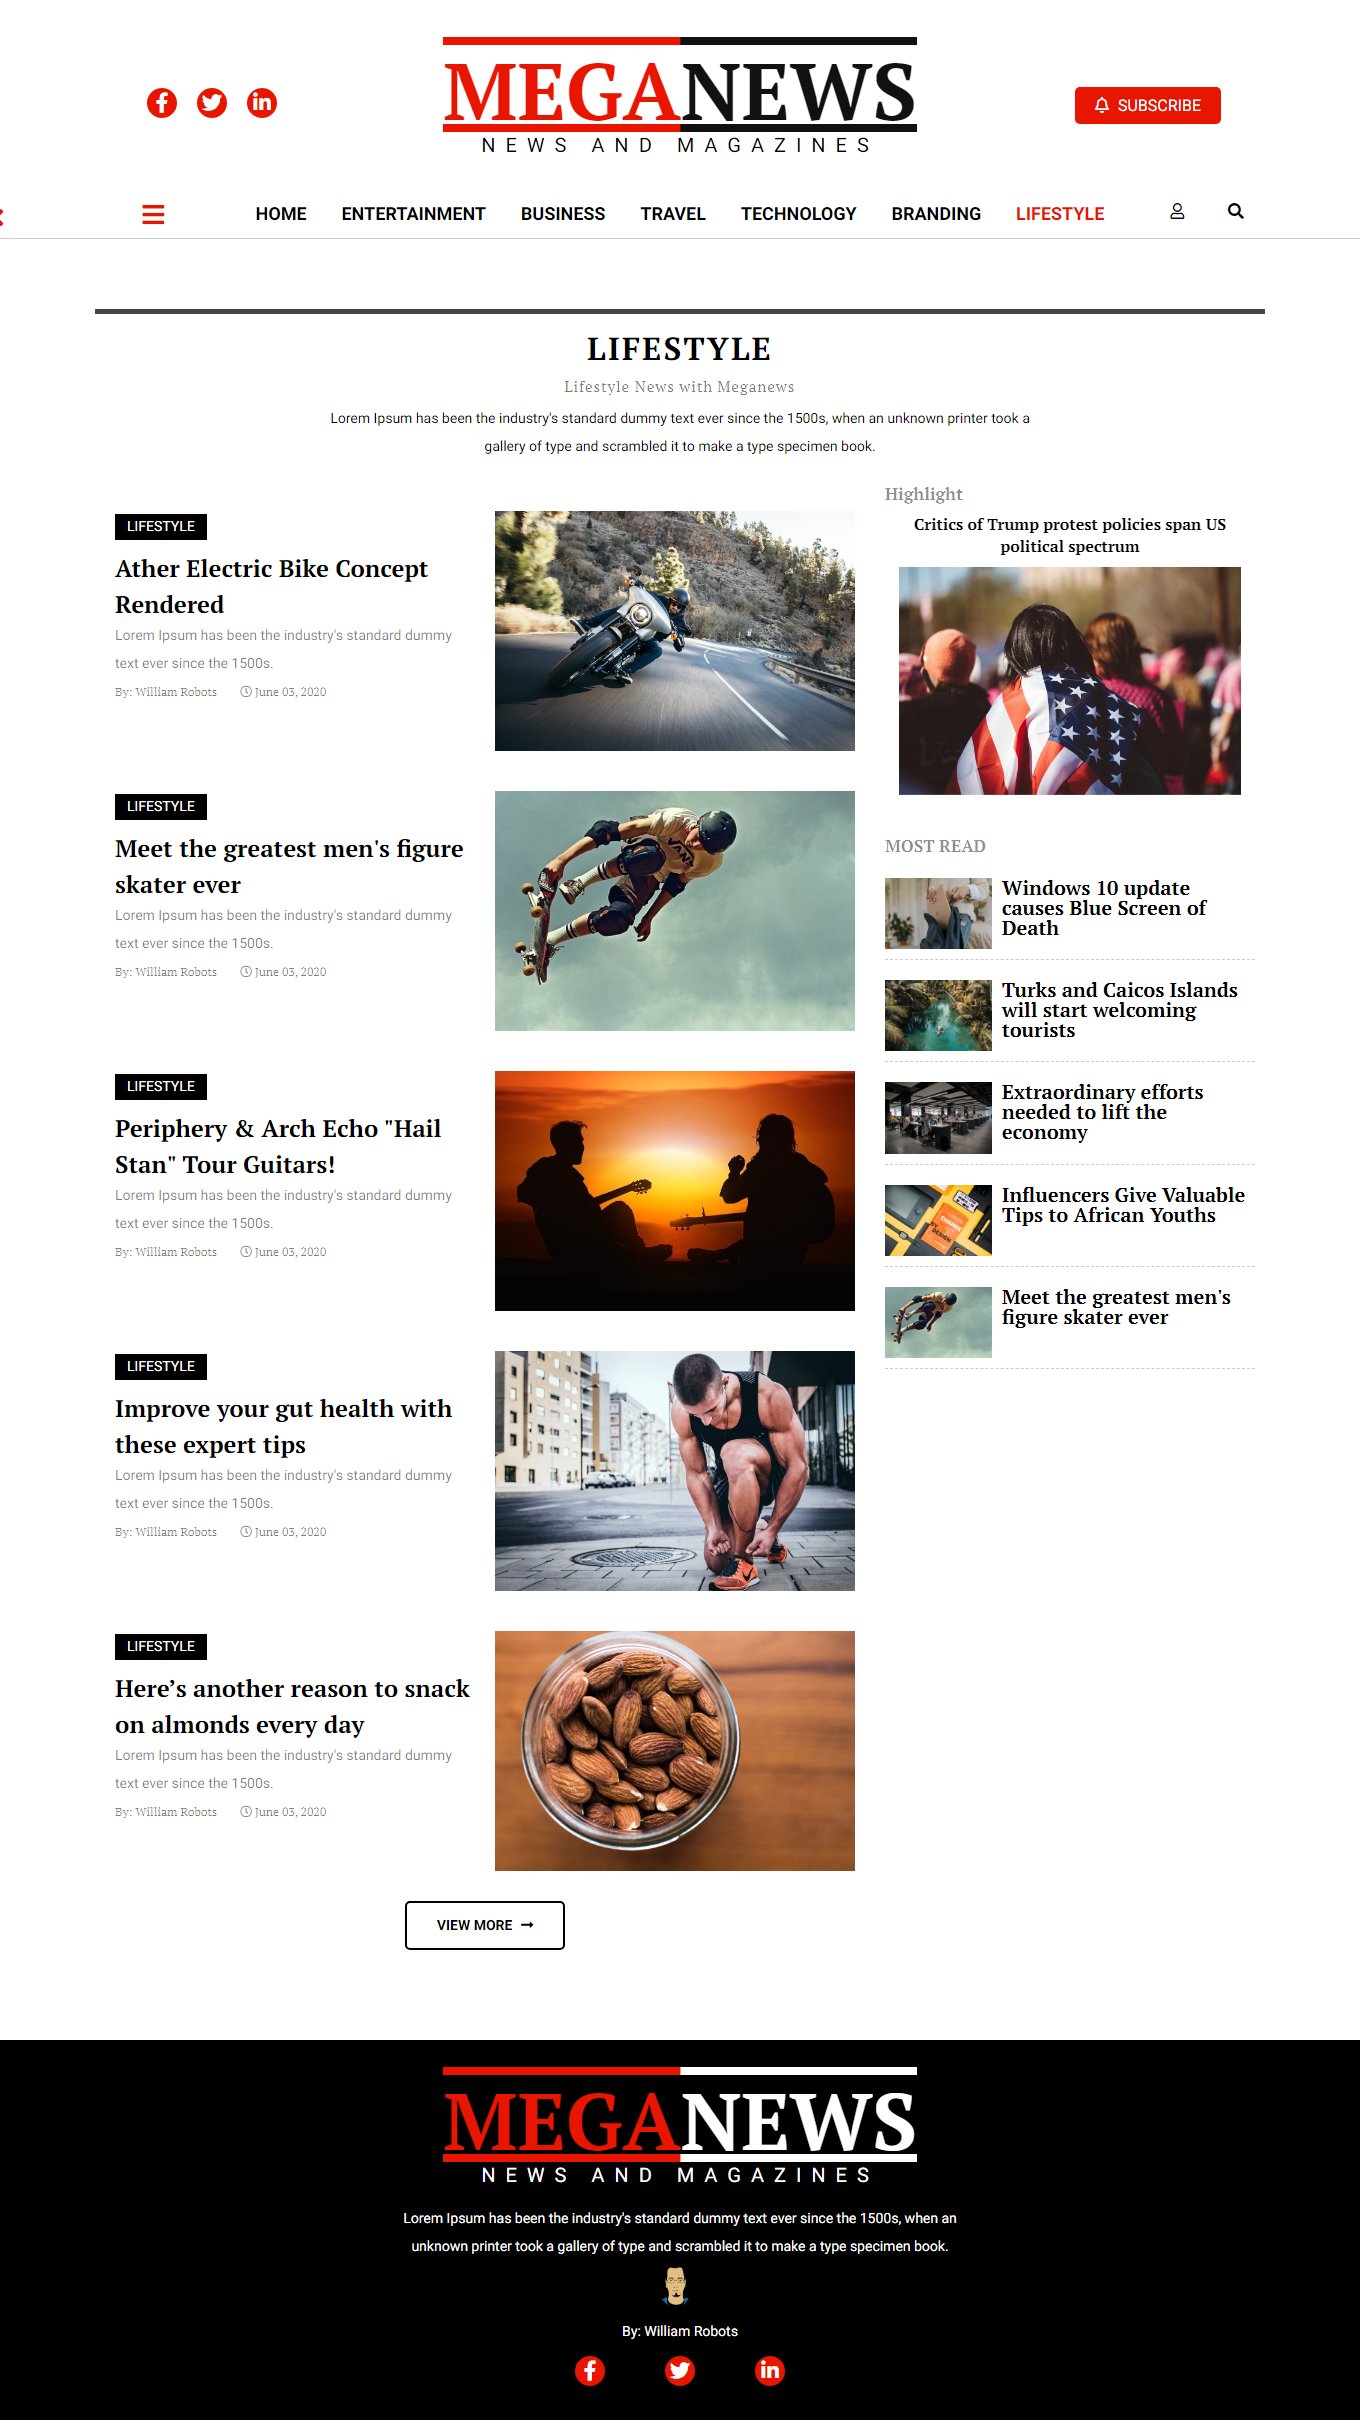 MEGANEWS
NEWS AND MAGAZINES
SUBSCRIBE
HOME ENTERTAINMENT BUSINESS TRAVEL TECHNOLOGY BRANDING LIFESTYLE
LIFESTYLE
Lifestyle News with Meganews
Lorem Ipsum has been the industry's standard dummy text ever since the 1500s, when an unknown printer took a
gallery of type and scrambled it to make a type specimen book.
LIFESTYLE
Ather Electric Bike Concept
Rendered
Lorem Ipsum has been the industry's standard dummy
text ever since the 1500s.
By: William Robots June 03, 2020
LIFESTYLE
Meet the greatest men's figure
skater ever
Lorem Ipsum has been the industry's standard dummy
text ever since the 1500s.
By: William Robots June 03, 2020
VANS
LIFESTYLE
Periphery & Arch Echo "Hail
Stan" Tour Guitars!
Lorem Ipsum has been the industry's standard dummy
text ever since the 1500s.
By: William Robots June 03, 2020
LIFESTYLE
Improve your gut health with
these expert tips
Lorem Ipsum has been the industry's standard dummy
text ever since the 1500s.
By: William Robots June 03, 2020
LIFESTYLE
Here’s another reason to snack
on almonds every day
Lorem Ipsum has been the industry's standard dummy
text ever since the 1500s.
By: William Robots June 03, 2020
VIEW MORE
Highlight
Critics of Trump protest policies span US
political spectrum
MOST READ
Windows 10 update
causes Blue Screen of
Death
Turks and Caicos Islands
will start welcoming
tourists
Extraordinary efforts
needed to lift the
economy
Influencers Give Valuable
Tips to African Youths
CHANGE
BY
DESIGN
Meet the greatest men's
figure skater ever
MEGANEWS
NEWS AND MAGAZINES
Lorem Ipsum has been the industry's standard dummy text ever since the 1500s, when an
unknown printer took a gallery of type and scrambled it to make a type specimen book.
By: William Robots